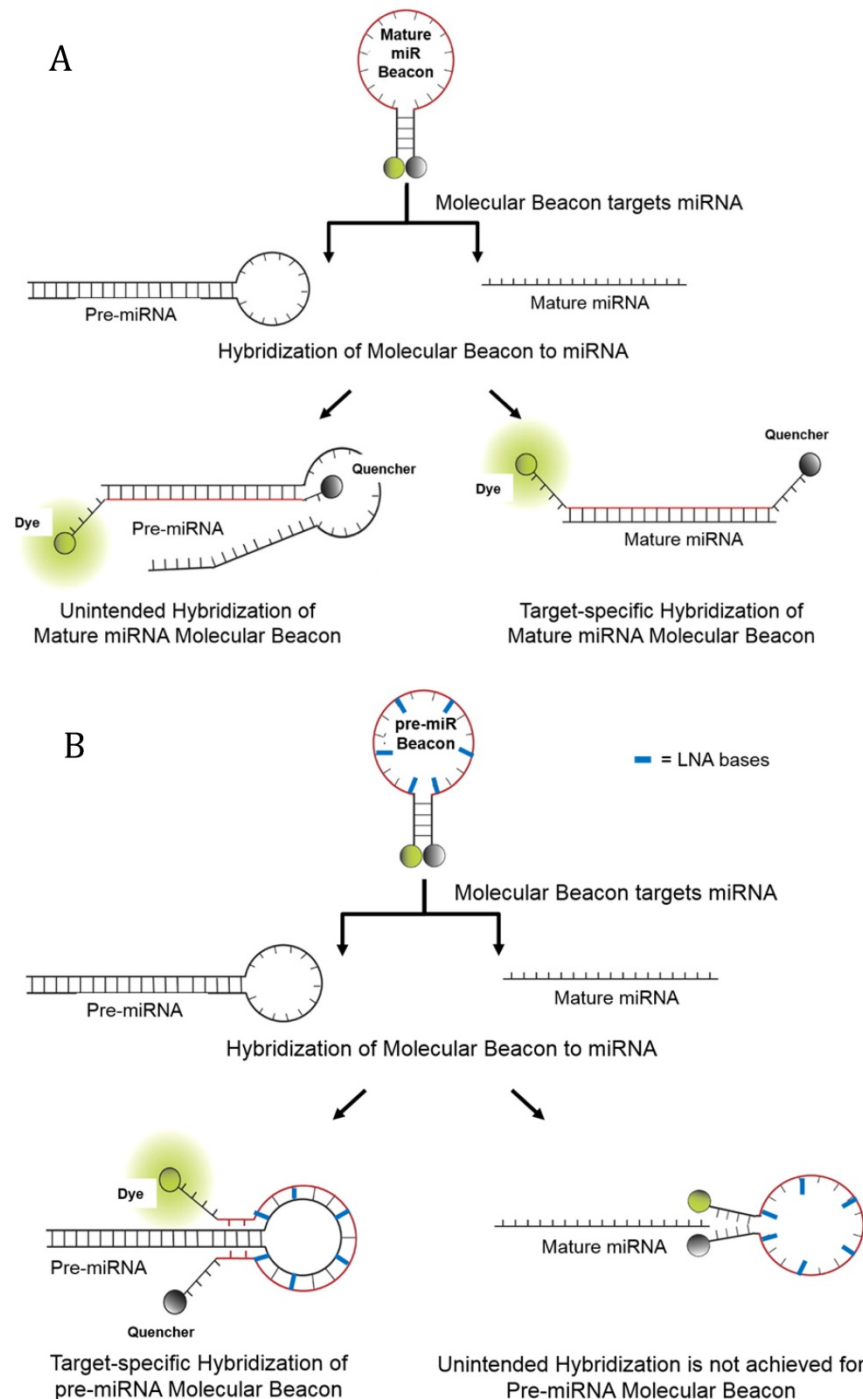 A
Mature
miR
Beacon
Molecular Beacon targets miRNA
Pre-miRNA
Mature miRNA
Hybridization of Molecular Beacon to miRNA
Quencher
Dye
Pre-miRNA
Quencher
Dye
Mature miRNA
Unintended Hybridization of
Mature miRNA Molecular Beacon
Target-specific Hybridization of
Mature miRNA Molecular Beacon
B
pre-miR
Beacon
= LNA bases
Molecular Beacon targets miRNA
Pre-miRNA
Mature miRNA
Hybridization of Molecular Beacon to miRNA
Dye
Pre-miRNA
Quencher
Mature miRNA
Target-specific Hybridization of
pre-miRNA Molecular Beacon
Unintended Hybridization is not achieved for
Pre-miRNA Molecular Beacon